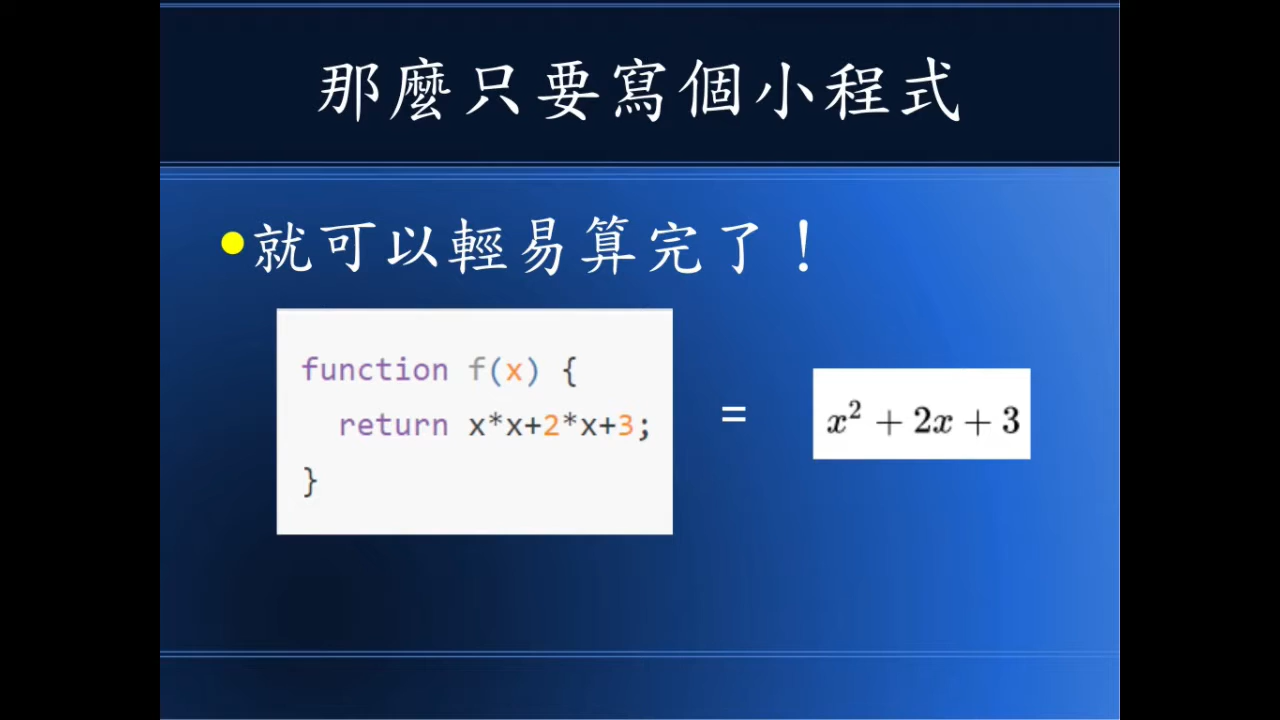 那麼只要寫個小程式
•就可以輕易算完了！
function f(x) {
  return x*x+2*x+3;
}
=
x² + 2x + 3